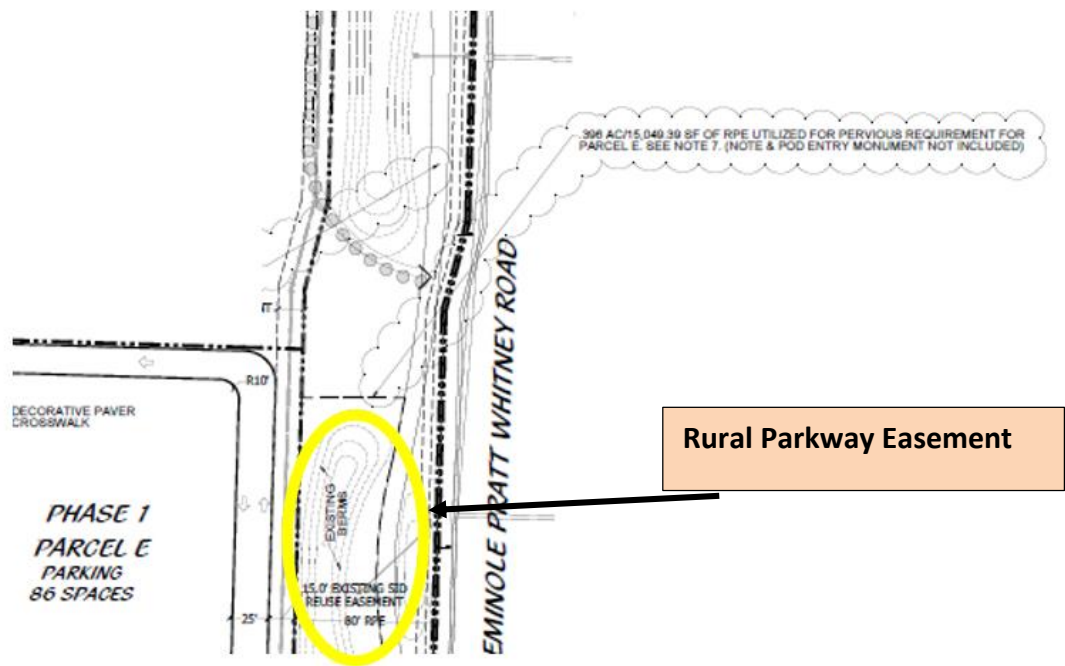 .396 AC/15,049.39 SF OF RPE UTILIZED FOR PERVIOUS REQUIREMENT FOR
PARCEL E. SEE NOTE 7. (NOTE & POD ENTRY MONUMENT NOT INCLUDED)
R10'
DECORATIVE PAVER
CROSSWALK
Rural Parkway Easement
EMINOLE PRATT WHITNEY ROAD
EXISTING
BERMS
PHASE 1
PARCEL E
PARKING
86 SPACES
15.0' EXISTING SID
REUSE EASEMENT
25'
80' RPE